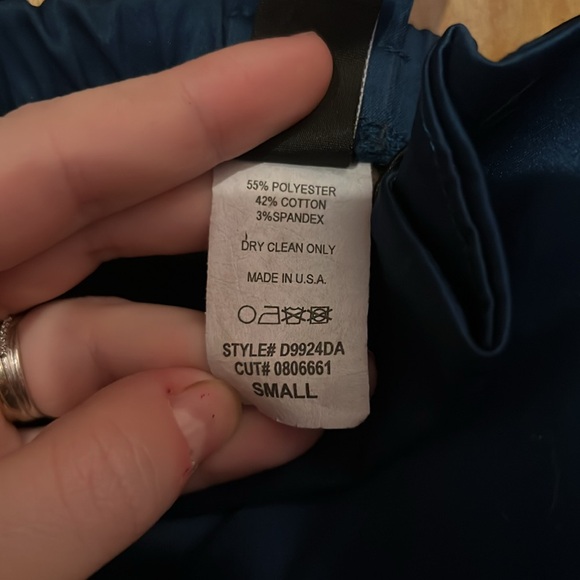 55% POLYESTER
42% COTTON
3%SPANDEX
DRY CLEAN ONLY
MADE IN U.S.A.
STYLE# D9924DA
CUT# 0806661
SMALL